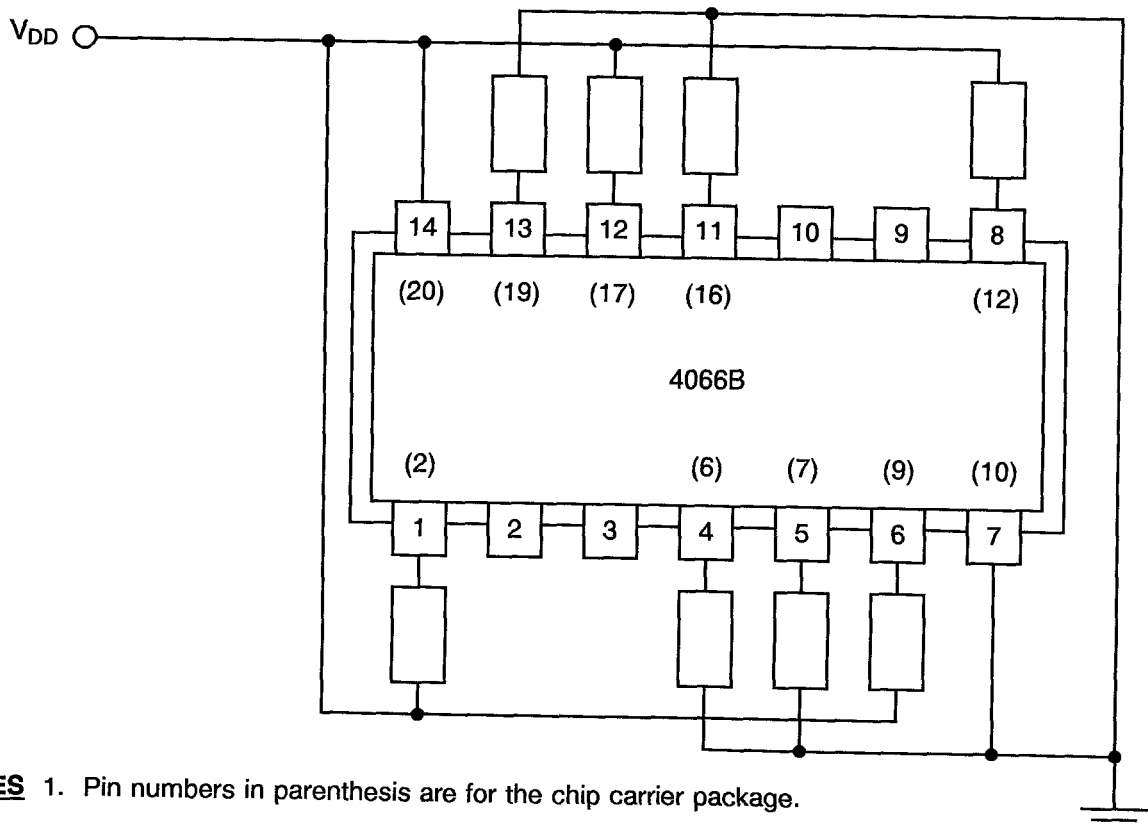 VDD
14 13 12 11 10 9 8
(20) (19) (17) (16) (12)
4066B
(2) (6) (7) (9) (10)
1 2 3 4 5 6 7
ES 1. Pin numbers in parenthesis are for the chip carrier package.